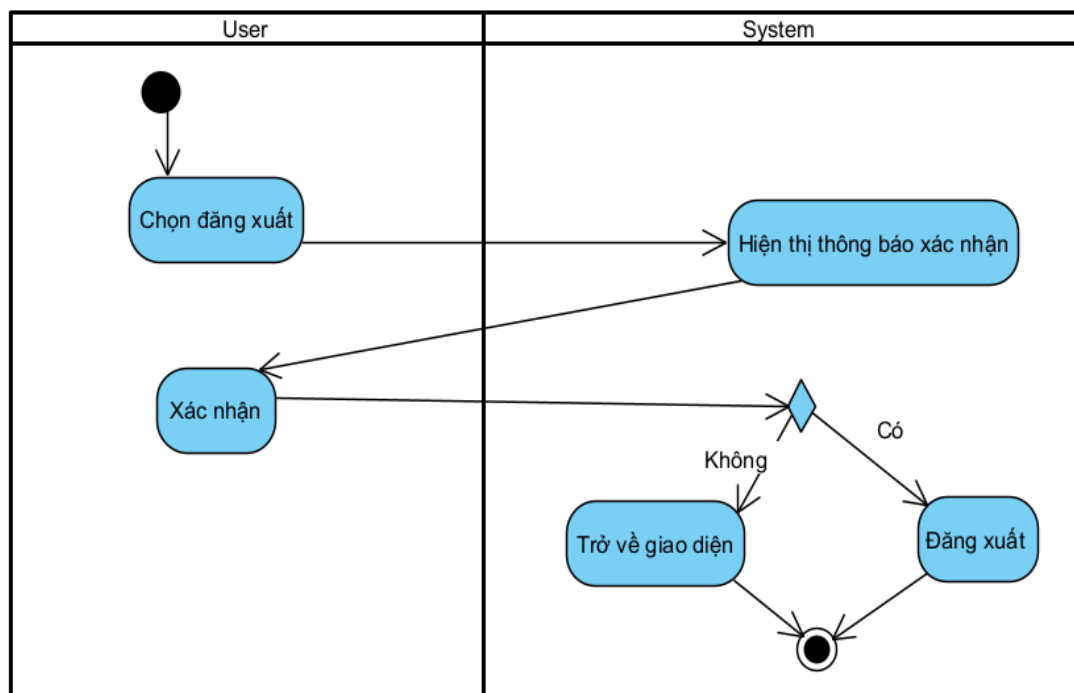 User
System
Chọn đăng xuất
Hiện thị thông báo xác nhận
Xác nhận
Có
Không
Trở về giao diện
Đăng xuất